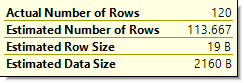 Actual Number of Rows 120
Estimated Number of Rows 113.667
Estimated Row Size 19 B
Estimated Data Size 2160 B